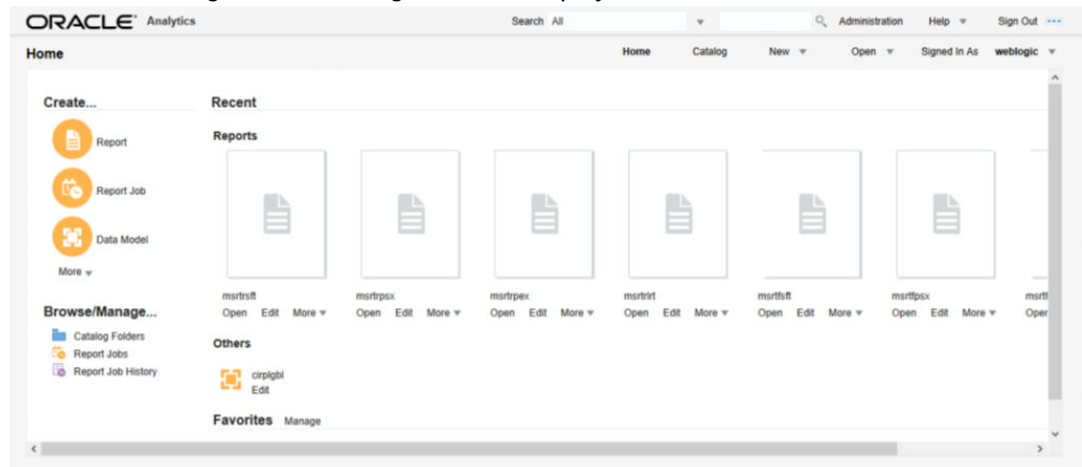 ORACLE Analytics Search All Administration Help Sign Out
Home Home Catalog New Open Signed In As weblogic
Create...
Report
Report Job
Data Model
More
Browse/Manage...
Catalog Folders
Report Jobs
Report Job History
Recent
Reports
msrtrsft msrtrpsx msrtrpex msrtrirt msrtfsft msrtfpsx msrtf
Open Edit More Open Edit More Open Edit More Open Edit More Open Edit More Open Edit More Oper
Others
cirplgbl
Edit
Favorites Manage